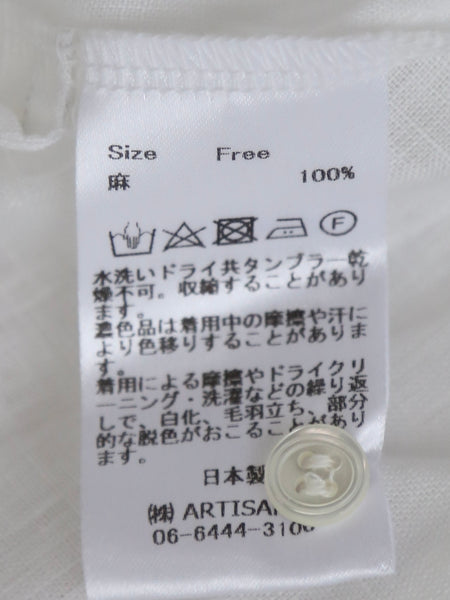 Size Free
麻 100%
F
水洗いドライ共タンブラー乾
燥不可。収縮することがあり
ます。
濃色品は着用中の摩擦や汗に
より色移りすることがありま
す。
着用による摩擦やドライクリ
ーニング・洗濯などの繰り返
しで、白化、毛羽立ち、部分
的な脱色がおこることがあり
ます。
日本製
㈱ ARTISA
06-6444-310